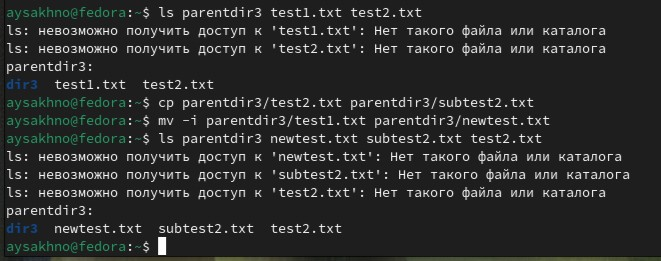 aysakhno@fedora:~$ ls parentdir3 test1.txt test2.txt
ls: невозможно получить доступ к 'test1.txt': Нет такого файла или каталога
ls: невозможно получить доступ к 'test2.txt': Нет такого файла или каталога
parentdir3:
dir3  test1.txt  test2.txt
aysakhno@fedora:~$ cp parentdir3/test2.txt parentdir3/subtest2.txt
aysakhno@fedora:~$ mv -i parentdir3/test1.txt parentdir3/newtest.txt
aysakhno@fedora:~$ ls parentdir3 newtest.txt subtest2.txt test2.txt
ls: невозможно получить доступ к 'newtest.txt': Нет такого файла или каталога
ls: невозможно получить доступ к 'subtest2.txt': Нет такого файла или каталога
ls: невозможно получить доступ к 'test2.txt': Нет такого файла или каталога
parentdir3:
dir3  newtest.txt  subtest2.txt  test2.txt
aysakhno@fedora:~$